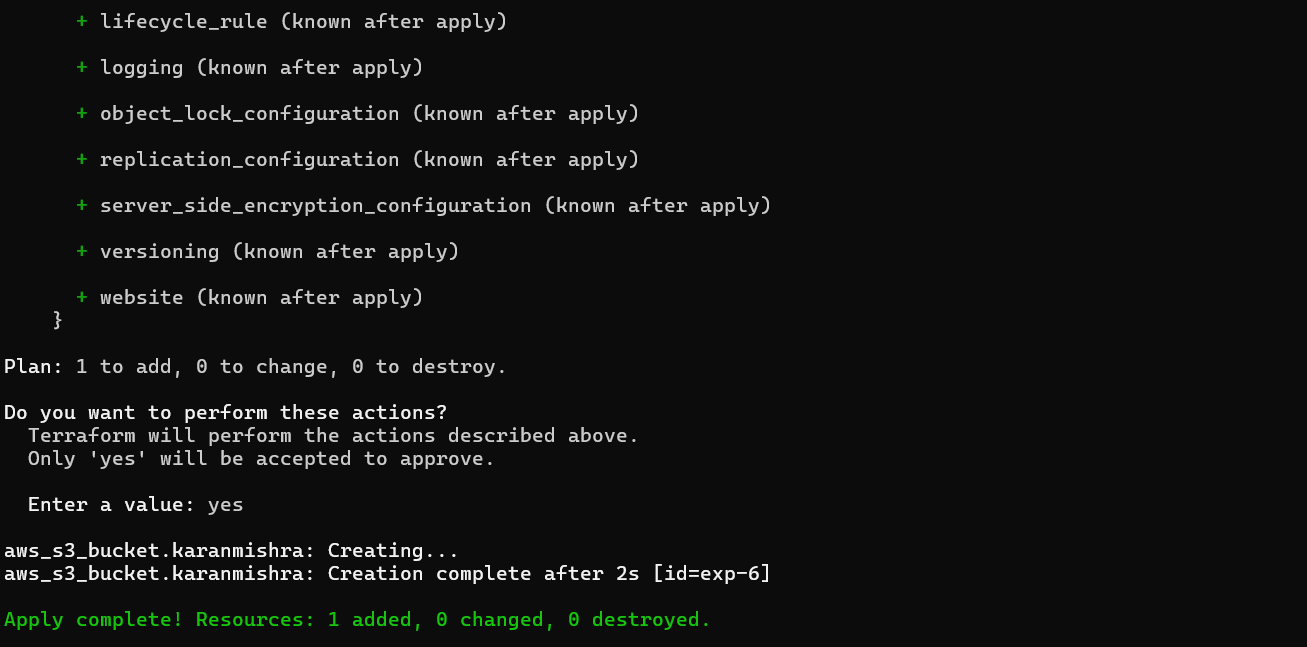 + lifecycle_rule (known after apply)
+ logging (known after apply)
+ object_lock_configuration (known after apply)
+ replication_configuration (known after apply)
+ server_side_encryption_configuration (known after apply)
+ versioning (known after apply)
+ website (known after apply)
}
Plan: 1 to add, 0 to change, 0 to destroy.
Do you want to perform these actions?
Terraform will perform the actions described above.
Only 'yes' will be accepted to approve.
Enter a value: yes
aws_s3_bucket.karanmishra: Creating...
aws_s3_bucket.karanmishra: Creation complete after 2s [id=exp-6]
Apply complete! Resources: 1 added, 0 changed, 0 destroyed.